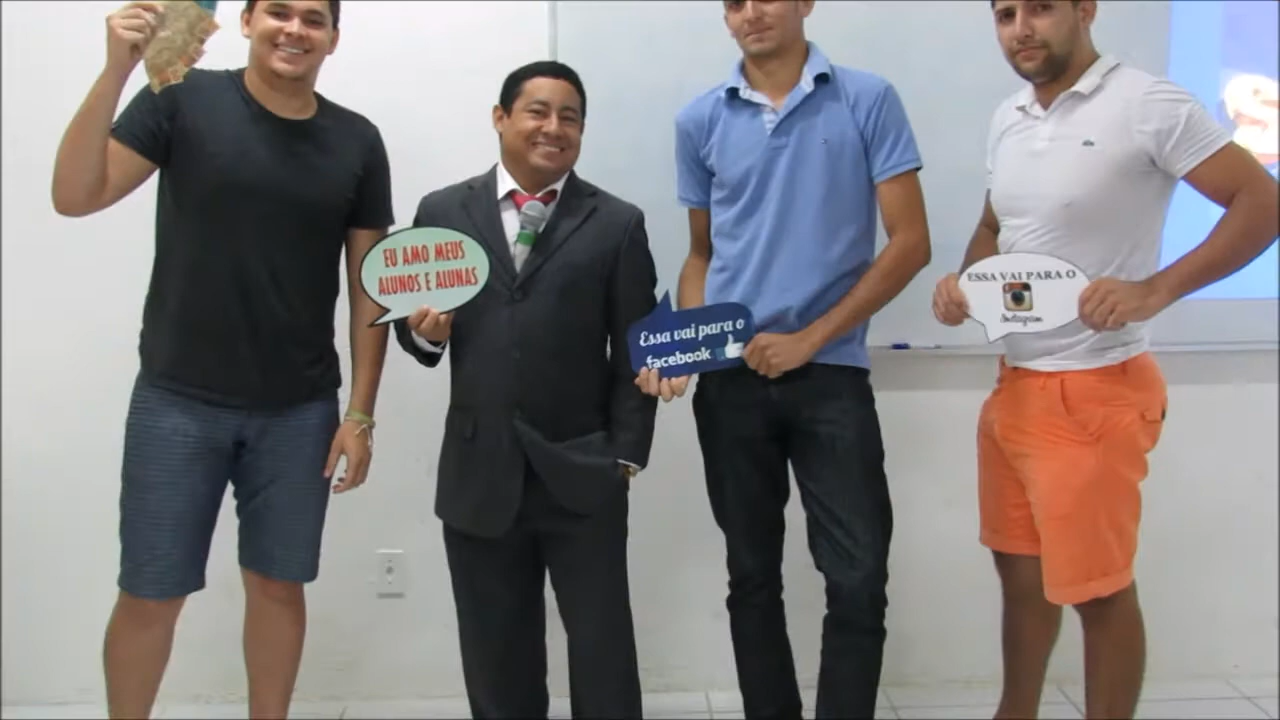 EU AMO MEUS
ALUNOS E ALUNAS
Essa vai para o
facebook
ESSA VAI PARA O
Instagram